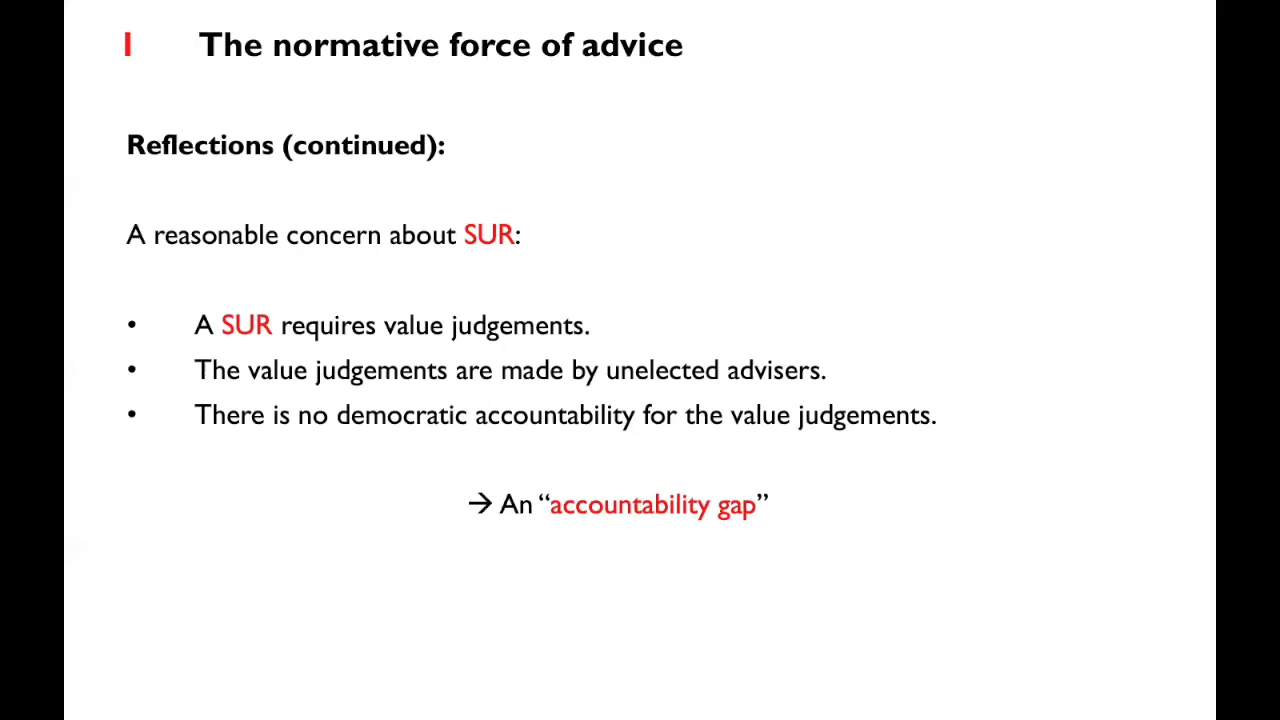 I The normative force of advice
Reflections (continued):
A reasonable concern about SUR:
• A SUR requires value judgements.
• The value judgements are made by unelected advisers.
• There is no democratic accountability for the value judgements.
→ An “accountability gap”